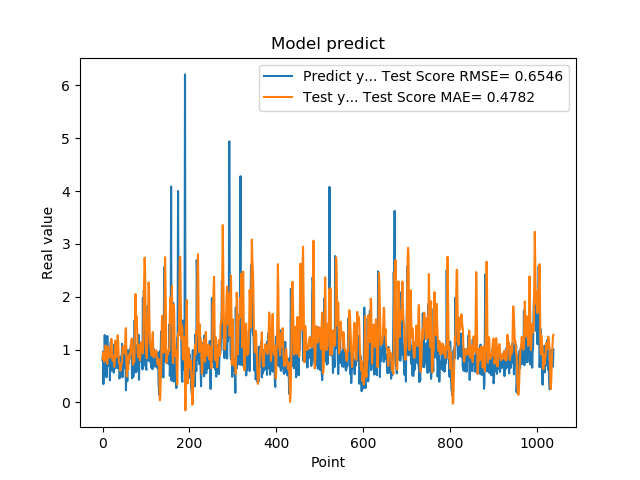 Model predict
Predict y... Test Score RMSE= 0.6546
Test y... Test Score MAE= 0.4782
Real value
6
5
4
3
2
1
0
0 200 400 600 800 1000
Point